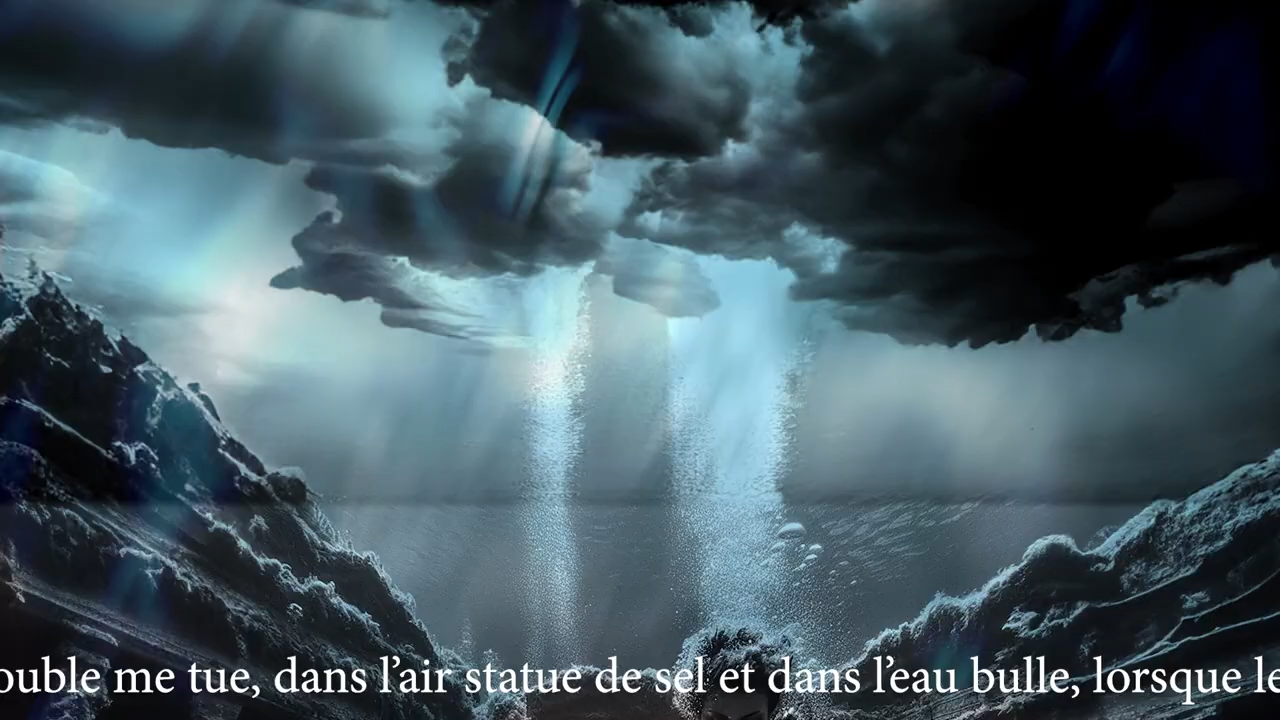 ouble me tue, dans l’air statue de sel et dans l’eau bulle, lorsque le